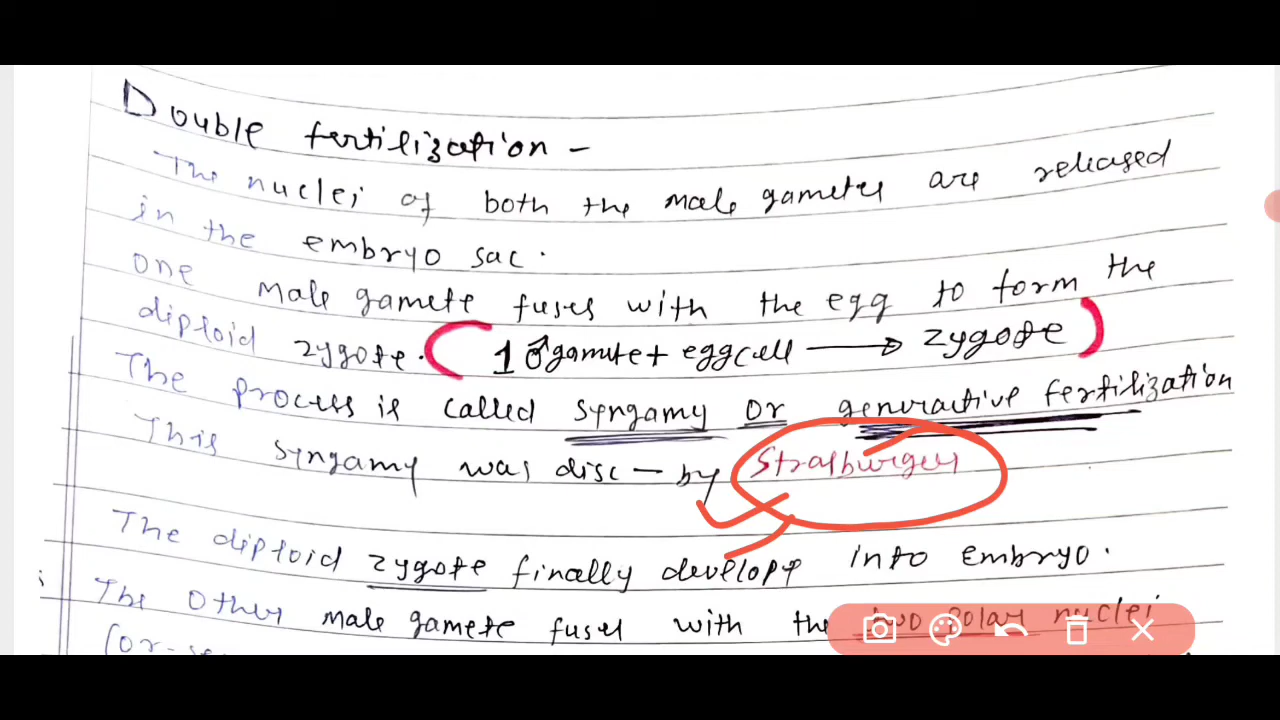 Double fertilization -
The nuclei of both the male gametes are released
in the embryo sac.
one male gamete fuses with the egg to form the
diploid zygote. (1 ♂ gamete + egg cell → zygote)
The process is called syngamy or generative fertilization
This syngamy was disc - by Strasburger
The diploid zygote finally develops into embryo.
The other male gamete fuses with the two polar nuclei
(or-se